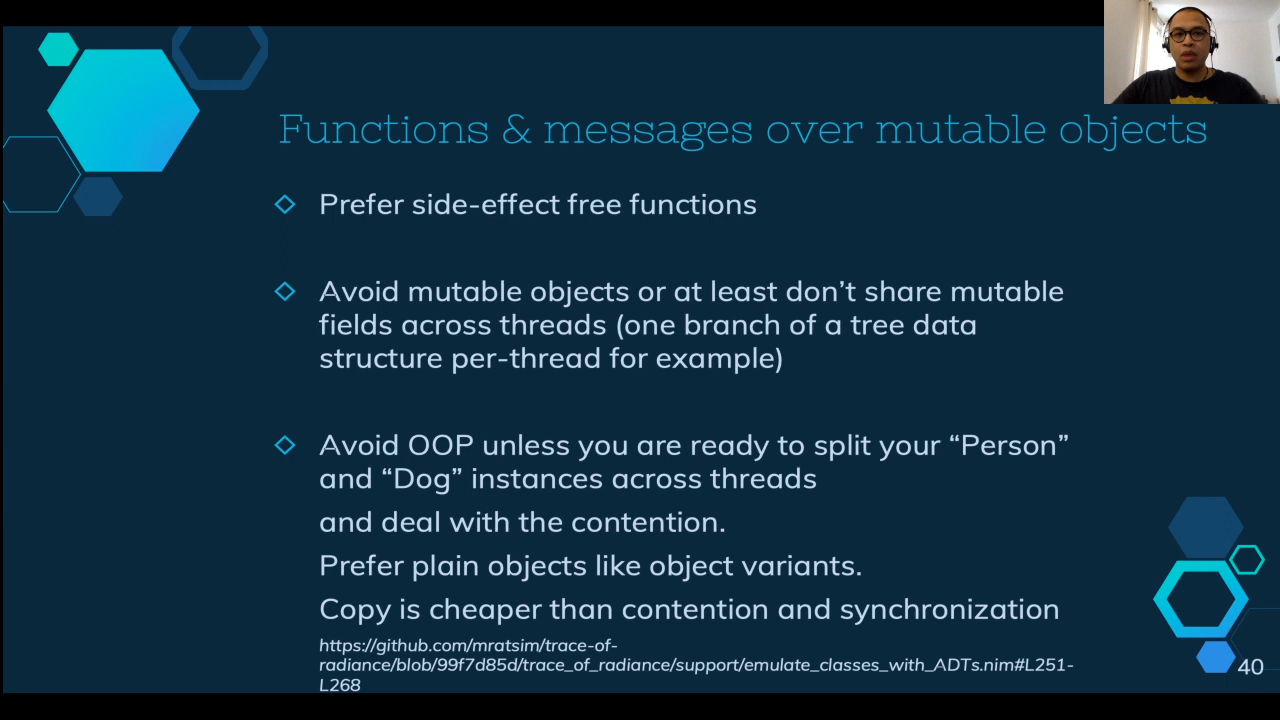 Functions & messages over mutable objects
Prefer side-effect free functions
Avoid mutable objects or at least don’t share mutable
fields across threads (one branch of a tree data
structure per-thread for example)
Avoid OOP unless you are ready to split your “Person”
and “Dog” instances across threads
and deal with the contention.
Prefer plain objects like object variants.
Copy is cheaper than contention and synchronization
https://github.com/mratsim/trace-of-
radiance/blob/99f7d85d/trace_of_radiance/support/emulate_classes_with_ADTs.nim#L251-
L268
40